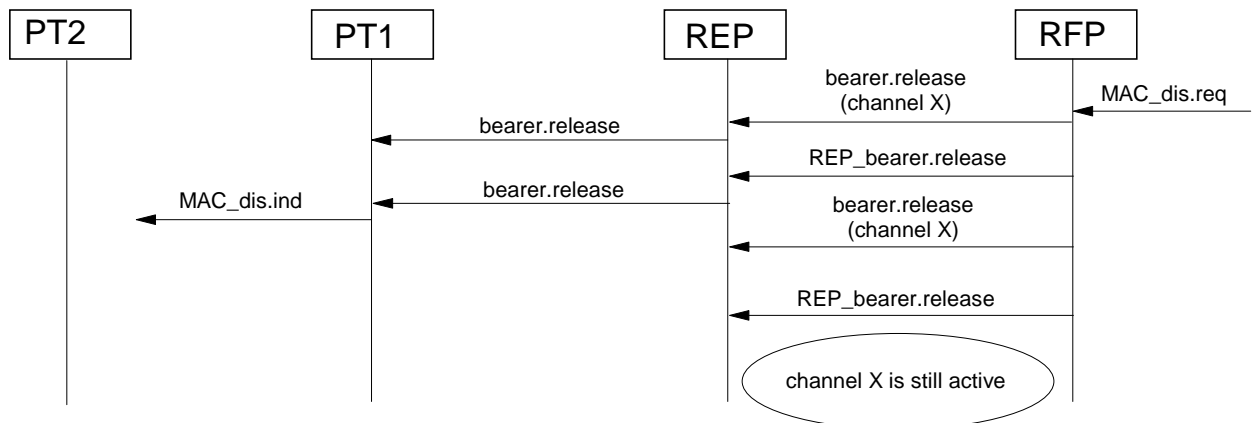 PT2 PT1 REP RFP
bearer.release
(channel X)
MAC_dis.req
bearer.release
REP_bearer.release
bearer.release
MAC_dis.ind
bearer.release
(channel X)
REP_bearer.release
channel X is still active